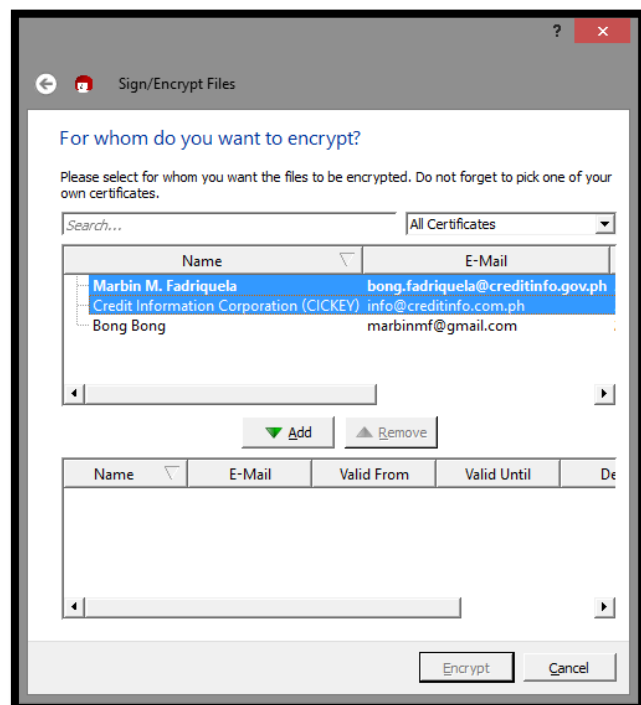 ?
Sign/Encrypt Files
For whom do you want to encrypt?
Please select for whom you want the files to be encrypted. Do not forget to pick one of your
own certificates.
Search... All Certificates
Name E-Mail
Marbin M. Fadriquela bong.fadriquela@creditinfo.gov.ph
Credit Information Corporation (CICKEY) info@creditinfo.com.ph
Bong Bong marbinmf@gmail.com
Add Remove
Name E-Mail Valid From Valid Until De
Encrypt Cancel